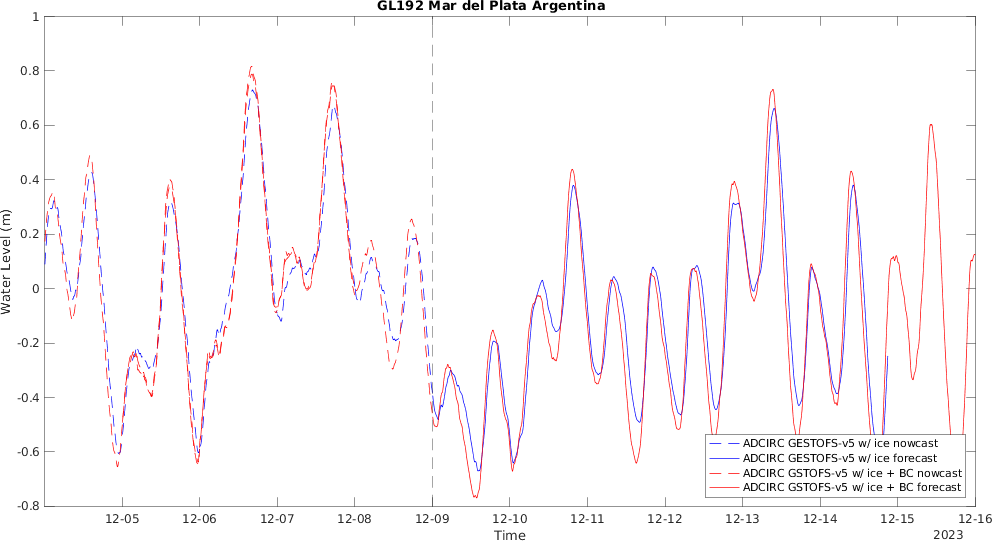 GL192 Mar del Plata Argentina
Water Level (m)
1
0.8
0.6
0.4
0.2
0
-0.2
-0.4
-0.6
-0.8
ADCIRC GESTOFS-v5 w/ ice nowcast
ADCIRC GESTOFS-v5 w/ ice forecast
ADCIRC GSTOFS-v5 w/ ice + BC nowcast
ADCIRC GSTOFS-v5 w/ ice + BC forecast
12-05 12-06 12-07 12-08 12-09 12-10 12-11 12-12 12-13 12-14 12-15 12-16
Time
2023